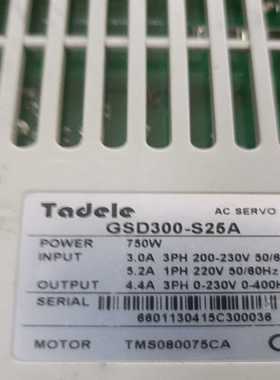 Tadele AC SERVO
GSD300-S25A
POWER 750W
INPUT 3.0A 3PH 200-230V 50/6
5.2A 1PH 220V 50/60Hz
OUTPUT 4.4A 3PH 0-230V 0-400H
SERIAL
6601130415C300036
MOTOR TMS080075CA